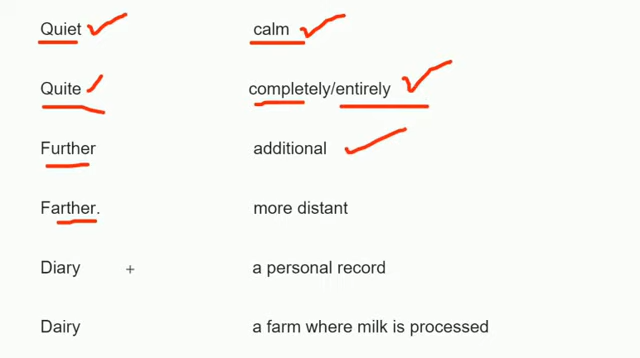 Quiet calm
Quite completely/entirely
Further additional
Farther. more distant
Diary a personal record
Dairy a farm where milk is processed